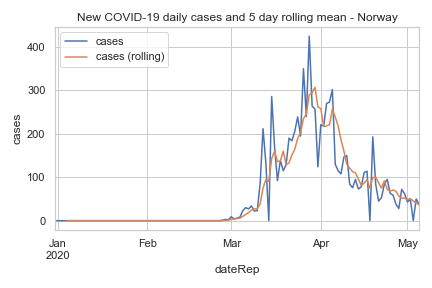 New COVID-19 daily cases and 5 day rolling mean - Norway
cases
cases (rolling)
400
300
200
100
0
cases
Jan
2020
Feb
Mar
Apr
May
dateRep